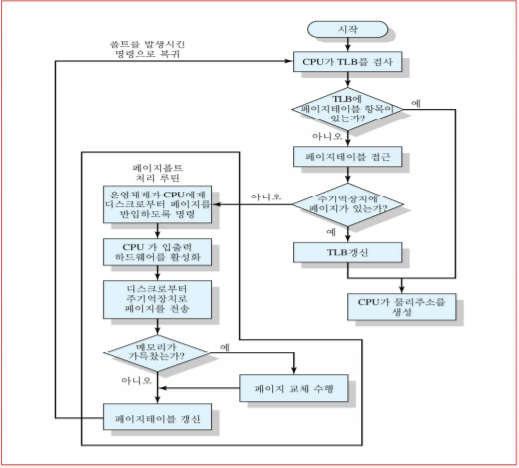 시작
폴트를 발생시킨
명령으로 복귀
CPU가 TLB를 검사
TLB에
페이지테이블 항목이
있는가?
예
아니오
페이지테이블 접근
페이지폴트
처리 루틴
운영체제가 CPU에게
디스크로부터 페이지를
반입하도록 명령
아니오
주기억장치에
페이지가 있는가?
예
CPU 가 입출력
하드웨어를 활성화
TLB갱신
디스크로부터
주기억장치로
페이지를 전송
CPU가 물리주소를
생성
메모리가
가득찼는가?
예
아니오
페이지 교체 수행
페이지테이블 갱신